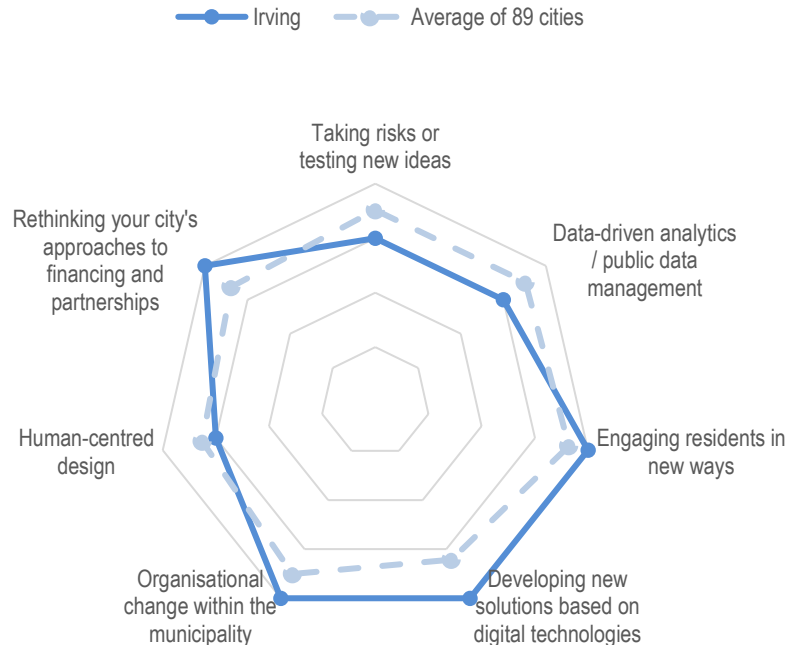 Irving
Average of 89 cities
Taking risks or
testing new ideas
Data-driven analytics
/ public data
management
Engaging residents in
new ways
Developing new
solutions based on
digital technologies
Organisational
change within the
municipality
Human-centred
design
Rethinking your city's
approaches to
financing and
partnerships